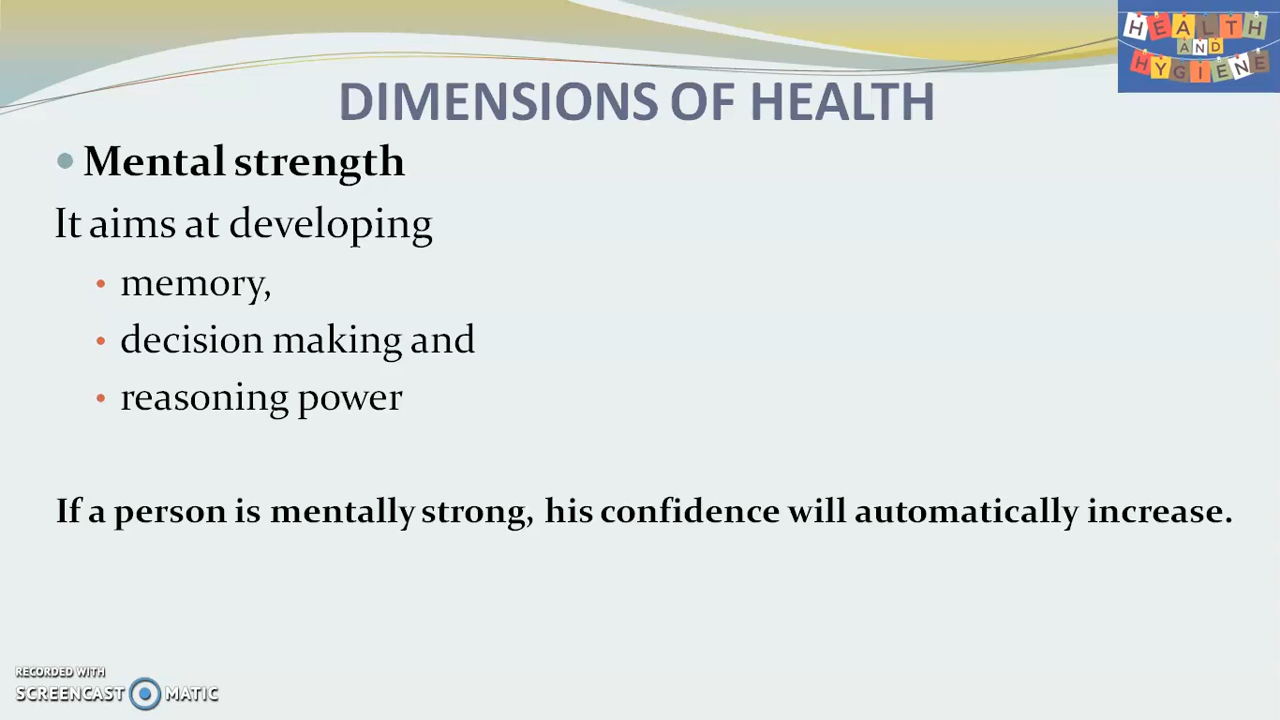 HEALTH
AND
HYGIENE
DIMENSIONS OF HEALTH
• Mental strength
It aims at developing
• memory,
• decision making and
• reasoning power
If a person is mentally strong, his confidence will automatically increase.
RECORDED WITH
SCREENCAST MATIC